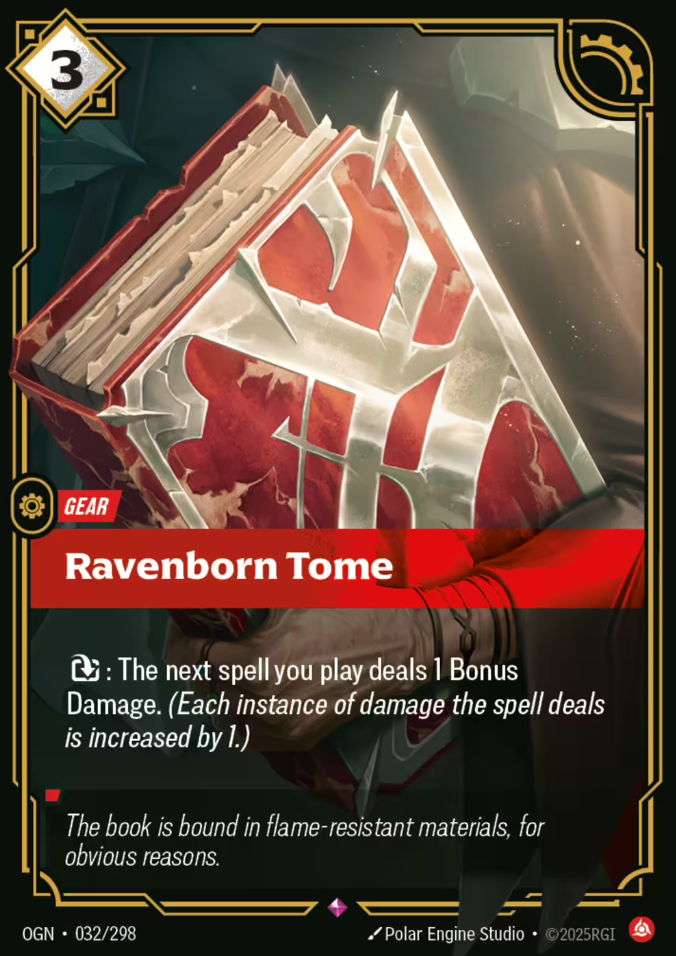 3
GEAR
Ravenborn Tome
: The next spell you play deals 1 Bonus
Damage. (Each instance of damage the spell deals
is increased by 1.)
The book is bound in flame-resistant materials, for
obvious reasons.
OGN • 032/298 Polar Engine Studio • ©2025RGI